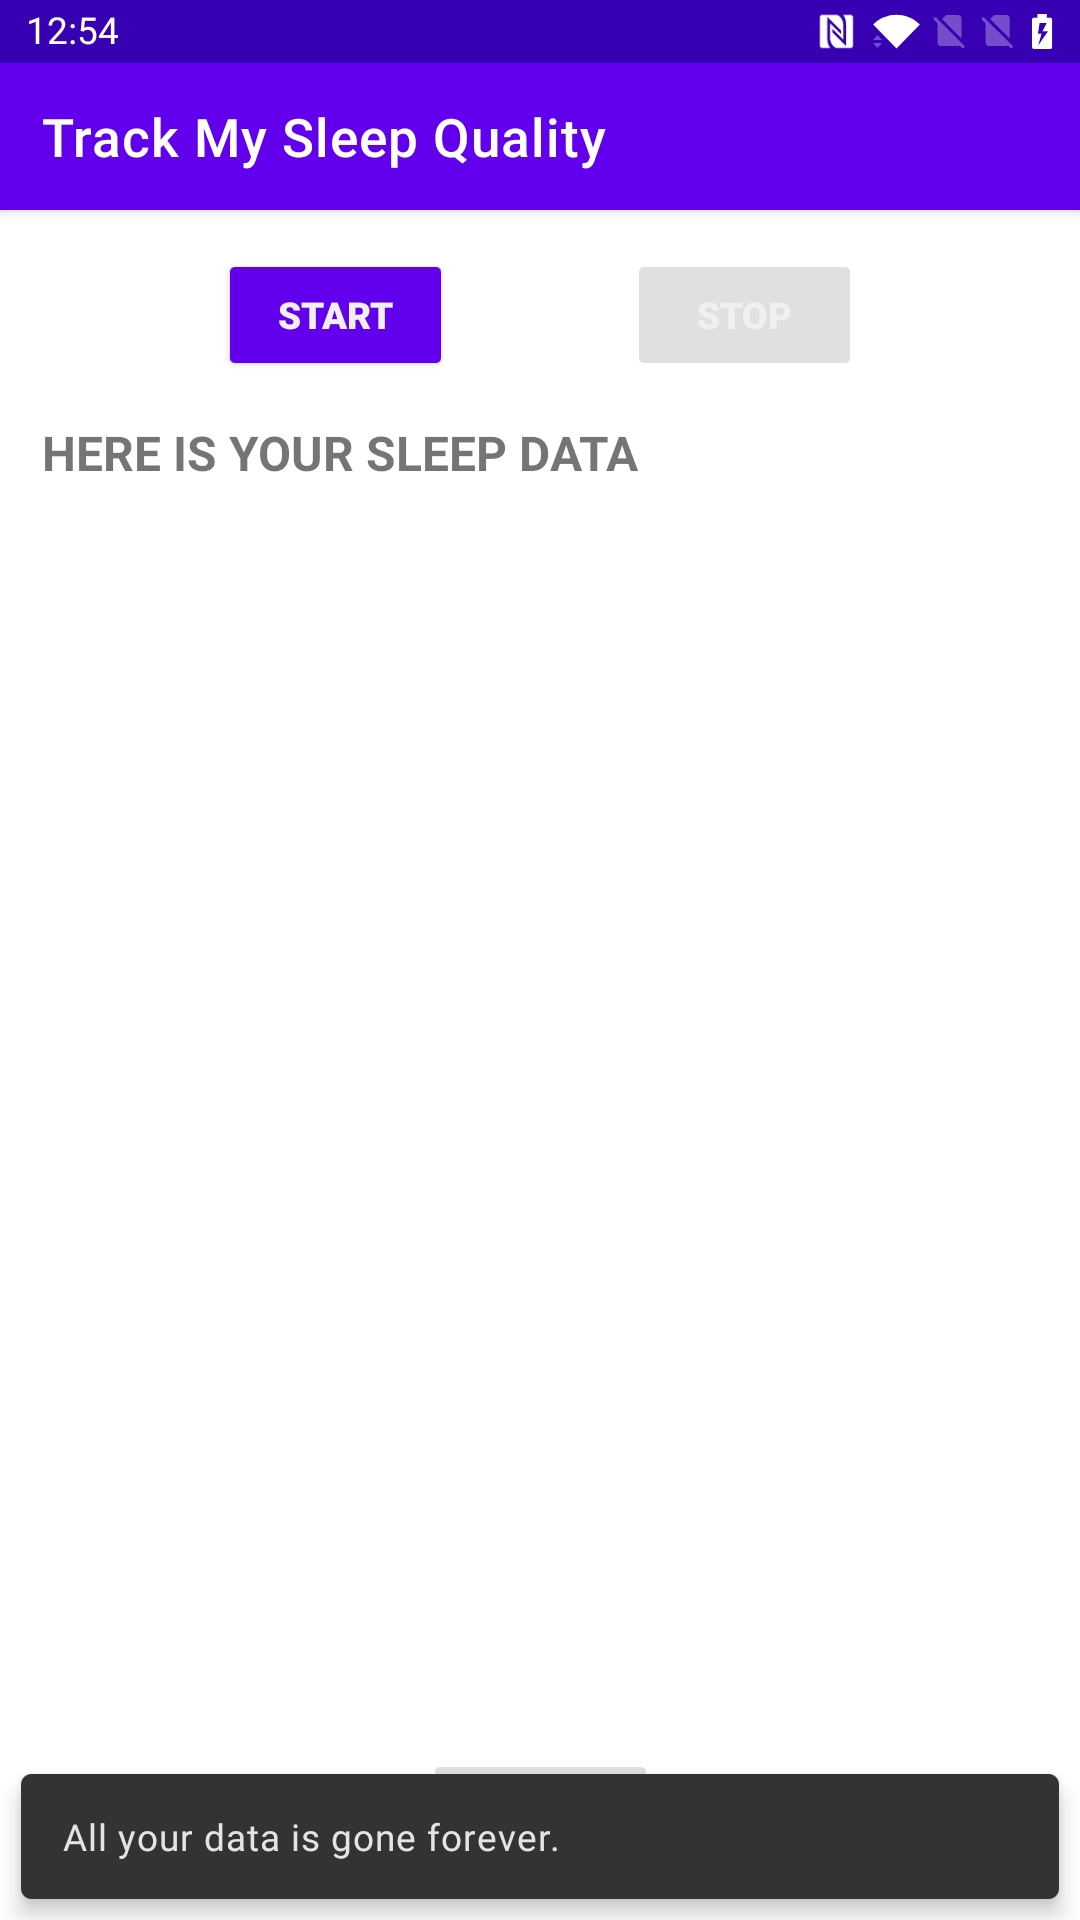 12:54
Track My Sleep Quality
START
STOP
HERE IS YOUR SLEEP DATA
All your data is gone forever.